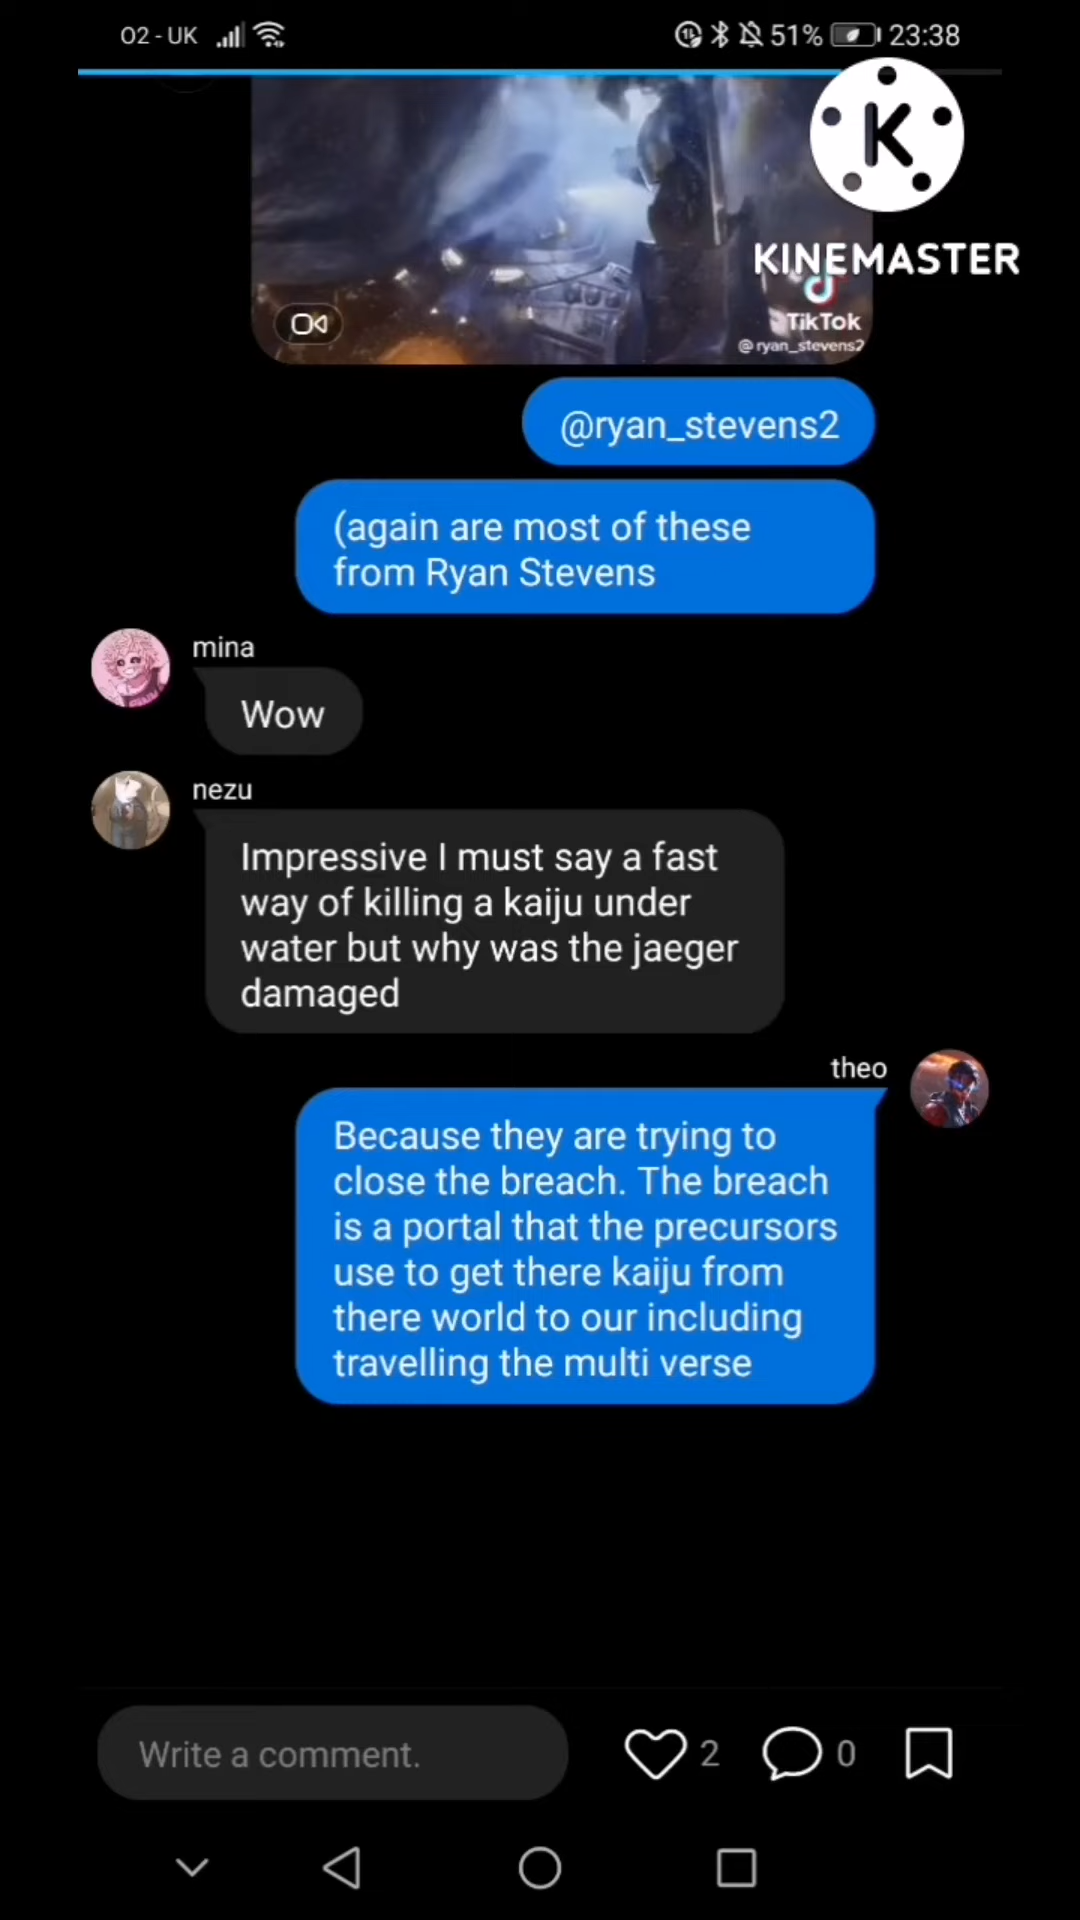 O2 - UK 51% 23:38
K
KINEMASTER
TikTok
@ryan_stevens2
@ryan_stevens2
(again are most of these
from Ryan Stevens
mina
Wow
nezu
Impressive I must say a fast
way of killing a kaiju under
water but why was the jaeger
damaged
theo
Because they are trying to
close the breach. The breach
is a portal that the precursors
use to get there kaiju from
there world to our including
travelling the multi verse
Write a comment. 2 0